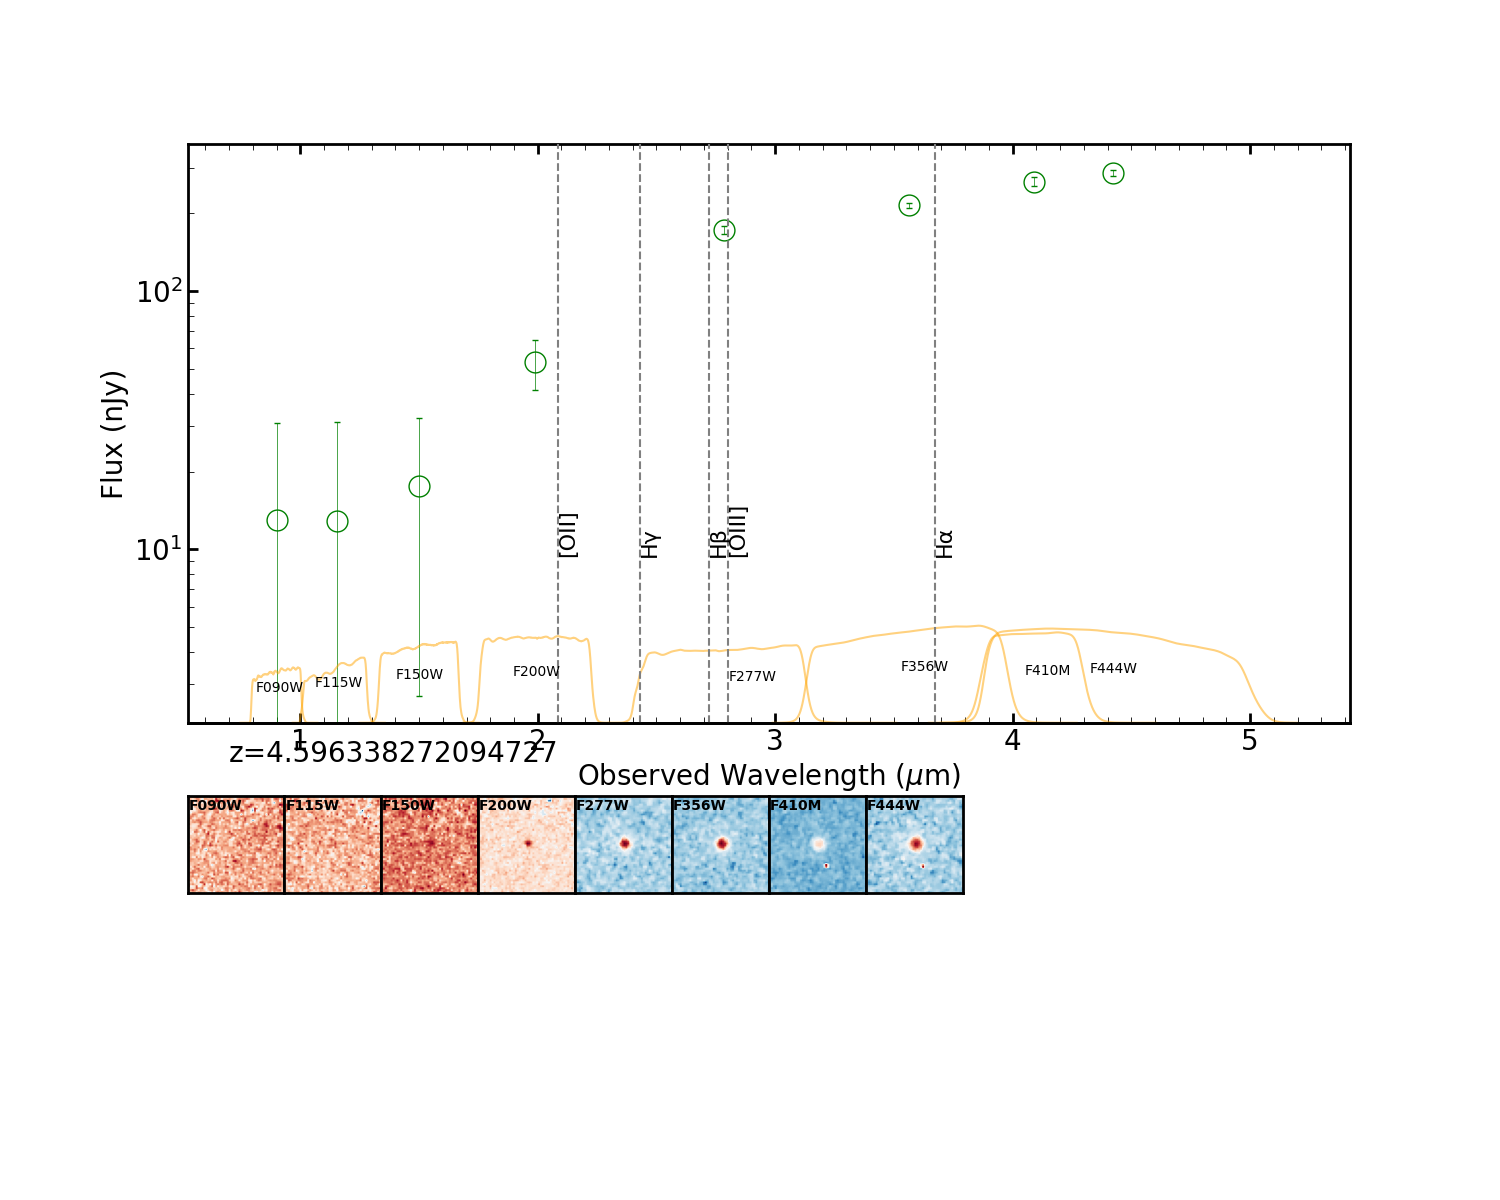 Flux (nJy)
10²
10¹
[OII]
Hγ
Hβ
[OIII]
Hα
F090W
F115W
F150W
F200W
F277W
F356W
F410M
F444W
1
2
3
4
5
z=4.596338272094727
Observed Wavelength (μm)
F090W
F115W
F150W
F200W
F277W
F356W
F410M
F444W